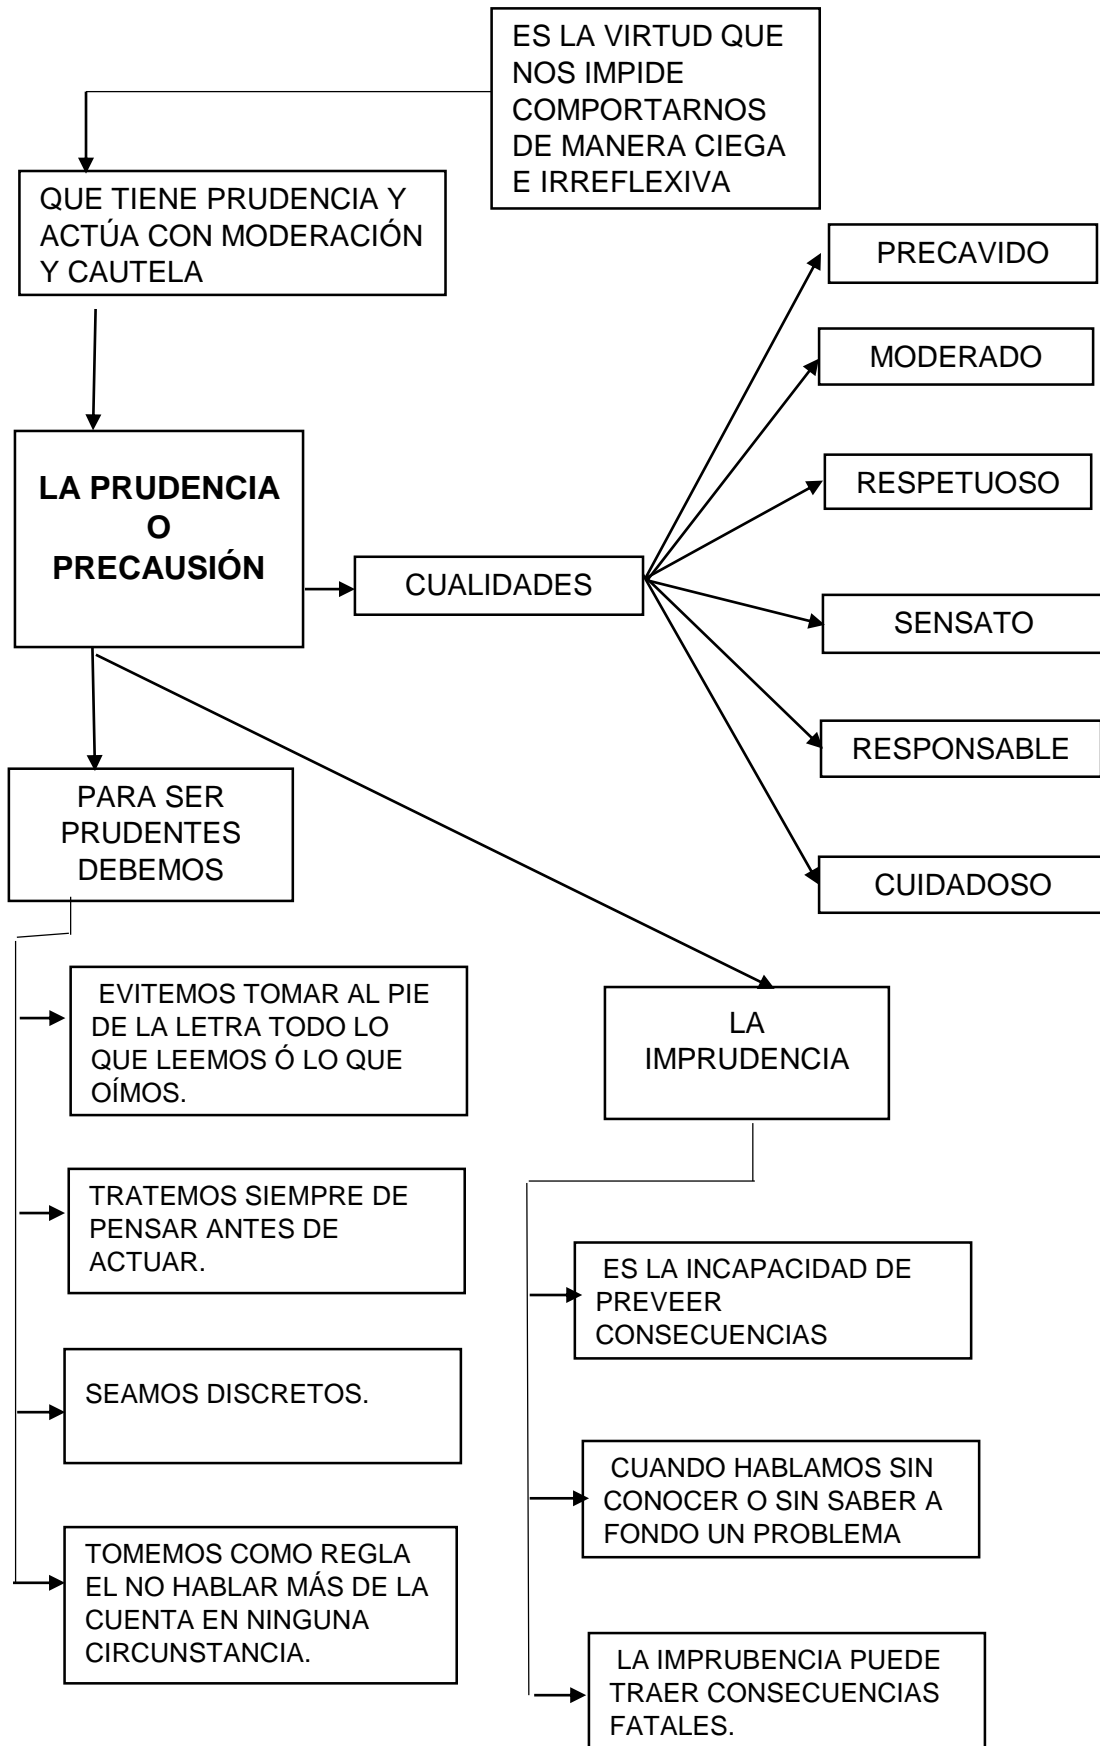 ES LA VIRTUD QUE
NOS IMPIDE
COMPORTARNOS
DE MANERA CIEGA
E IRREFLEXIVA
QUE TIENE PRUDENCIA Y
ACTÚA CON MODERACIÓN
Y CAUTELA
LA PRUDENCIA
O
PRECAUSIÓN
CUALIDADES
PRECAVIDO
MODERADO
RESPETUOSO
SENSATO
RESPONSABLE
CUIDADOSO
PARA SER
PRUDENTES
DEBEMOS
EVITEMOS TOMAR AL PIE
DE LA LETRA TODO LO
QUE LEEMOS Ó LO QUE
OÍMOS.
TRATEMOS SIEMPRE DE
PENSAR ANTES DE
ACTUAR.
SEAMOS DISCRETOS.
TOMEMOS COMO REGLA
EL NO HABLAR MÁS DE LA
CUENTA EN NINGUNA
CIRCUNSTANCIA.
LA
IMPRUDENCIA
ES LA INCAPACIDAD DE
PREVEER
CONSECUENCIAS
CUANDO HABLAMOS SIN
CONOCER O SIN SABER A
FONDO UN PROBLEMA
LA IMPRUBENCIA PUEDE
TRAER CONSECUENCIAS
FATALES.